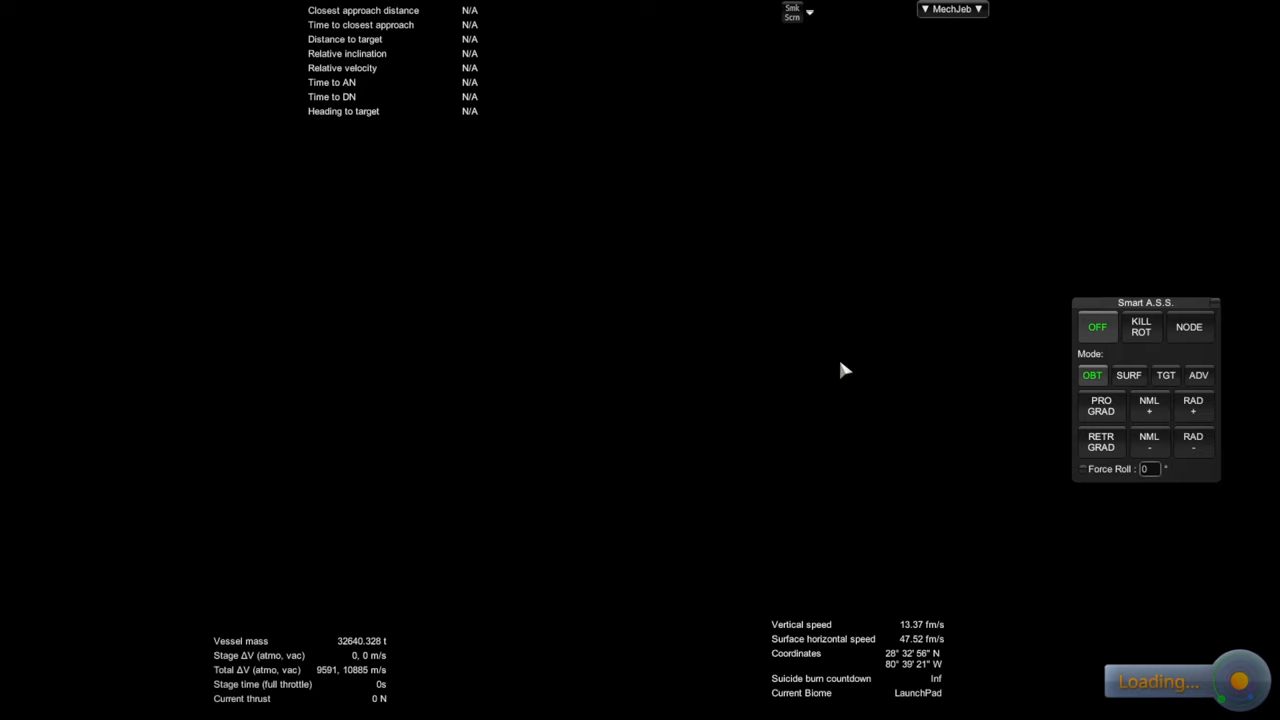 Closest approach distance N/A
Time to closest approach N/A
Distance to target N/A
Relative inclination N/A
Relative velocity N/A
Time to AN N/A
Time to DN N/A
Heading to target N/A
Smk
Scrn
▼ MechJeb ▼
Smart A.S.S.
OFF KILL ROT NODE
Mode:
OBT SURF TGT ADV
PRO GRAD NML + RAD +
RETR GRAD NML - RAD -
Force Roll : 0 °
Vessel mass 32640.328 t
Stage ΔV (atmo, vac) 0, 0 m/s
Total ΔV (atmo, vac) 9591, 10885 m/s
Stage time (full throttle) 0s
Current thrust 0 N
Vertical speed 13.37 fm/s
Surface horizontal speed 47.52 fm/s
Coordinates 28° 32' 56" N
80° 39' 21" W
Suicide burn countdown Inf
Current Biome LaunchPad
Loading...